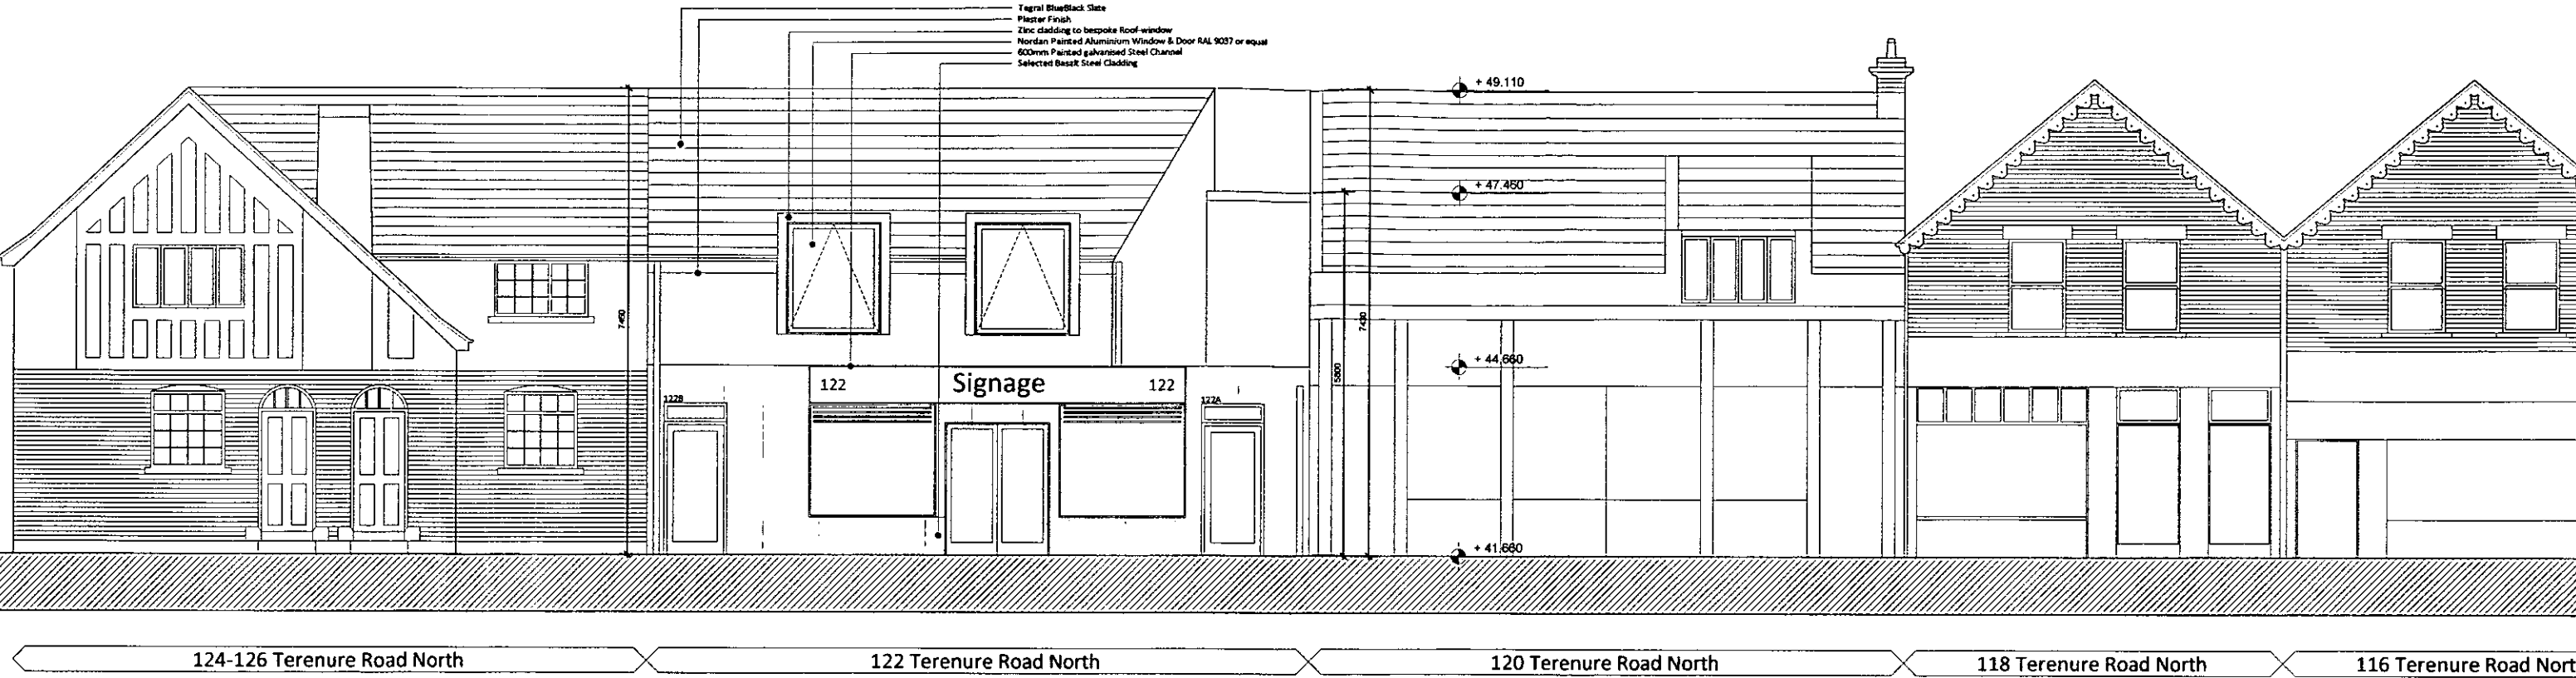 Tegral BlueBlack Slate
Plaster Finish
Zinc cladding to bespoke Roof-window
Nordan Painted Aluminium Window & Door RAL 9037 or equal
600mm Painted galvanised Steel Channel
Selected Basalt Steel Cladding
+ 49.110
+ 47.460
+ 44.660
+ 41.660
7450
7430
5800
122 Signage 122
122B
122A
124-126 Terenure Road North
122 Terenure Road North
120 Terenure Road North
118 Terenure Road North
116 Terenure Road Nort